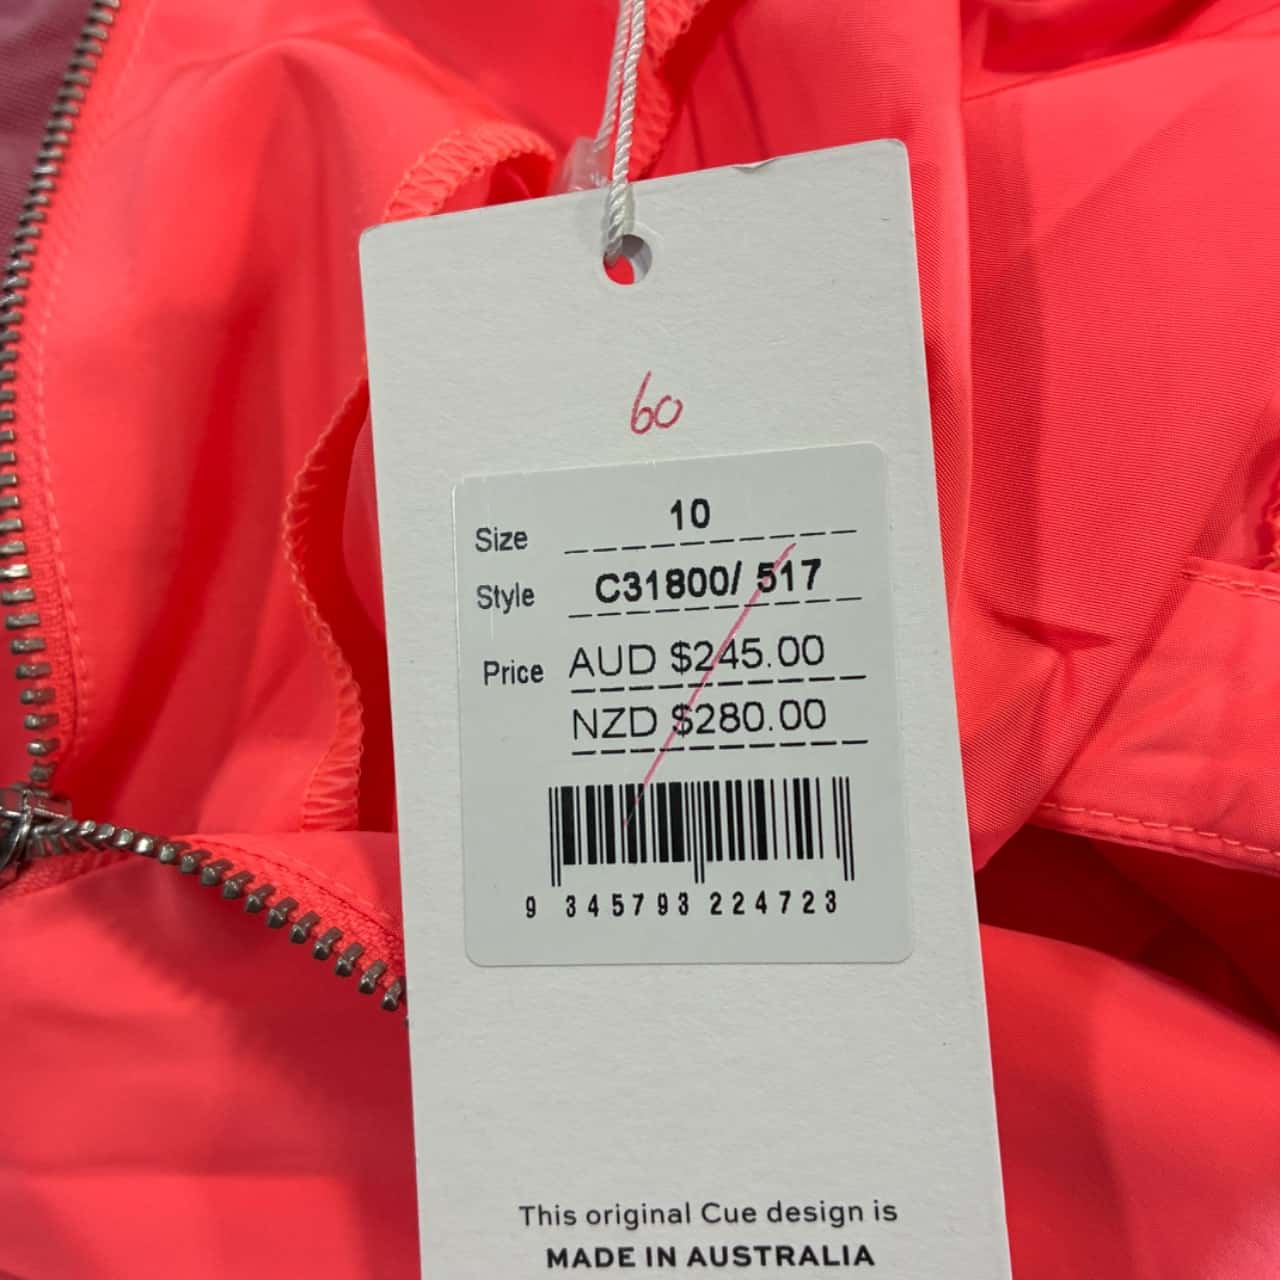 60
Size 10
Style C31800/ 517
Price AUD $245.00
NZD $280.00
9 345793 224723
This original Cue design is
MADE IN AUSTRALIA